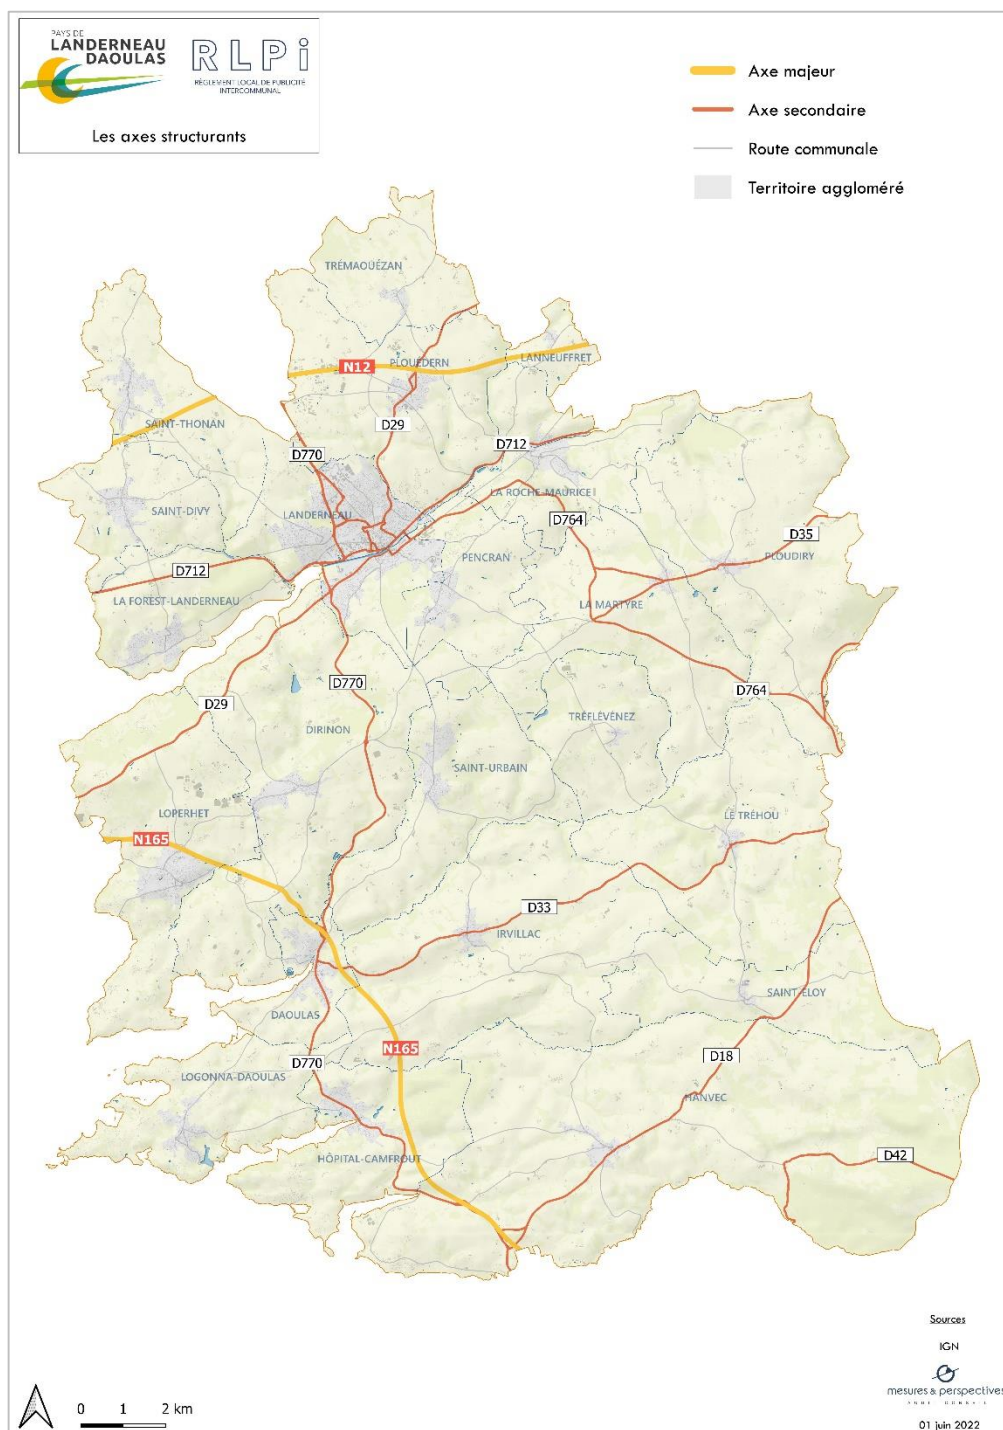 PAYS DE
LANDERNEAU
DAOULAS
RLPi
RÈGLEMENT LOCAL DE PUBLICITÉ
INTERCOMMUNAL
Les axes structurants
Axe majeur
Axe secondaire
Route communale
Territoire aggloméré
TRÉMAOUÉZAN
PLOUÉDERN
LANNEUFFRET
N12
SAINT-THONAN
D29
D770
D712
LA ROCHE-MAURICE
SAINT-DIVY
LANDERNEAU
D764
D35
PENCRAN
PLOUDIRY
D712
LA FOREST-LANDERNEAU
LA MARTYRE
D770
D764
D29
TRÉFLÉVÉNEZ
DIRINON
SAINT-URBAIN
LOPERHET
LE TRÉHOU
N165
D33
IRVILLAC
SAINT-ELOY
DAOULAS
N165
D18
D770
LOGONNA-DAOULAS
HANVEC
HÔPITAL-CAMFROUT
D42
Sources
IGN
mesures & perspectives
01 juin 2022
0 1 2 km